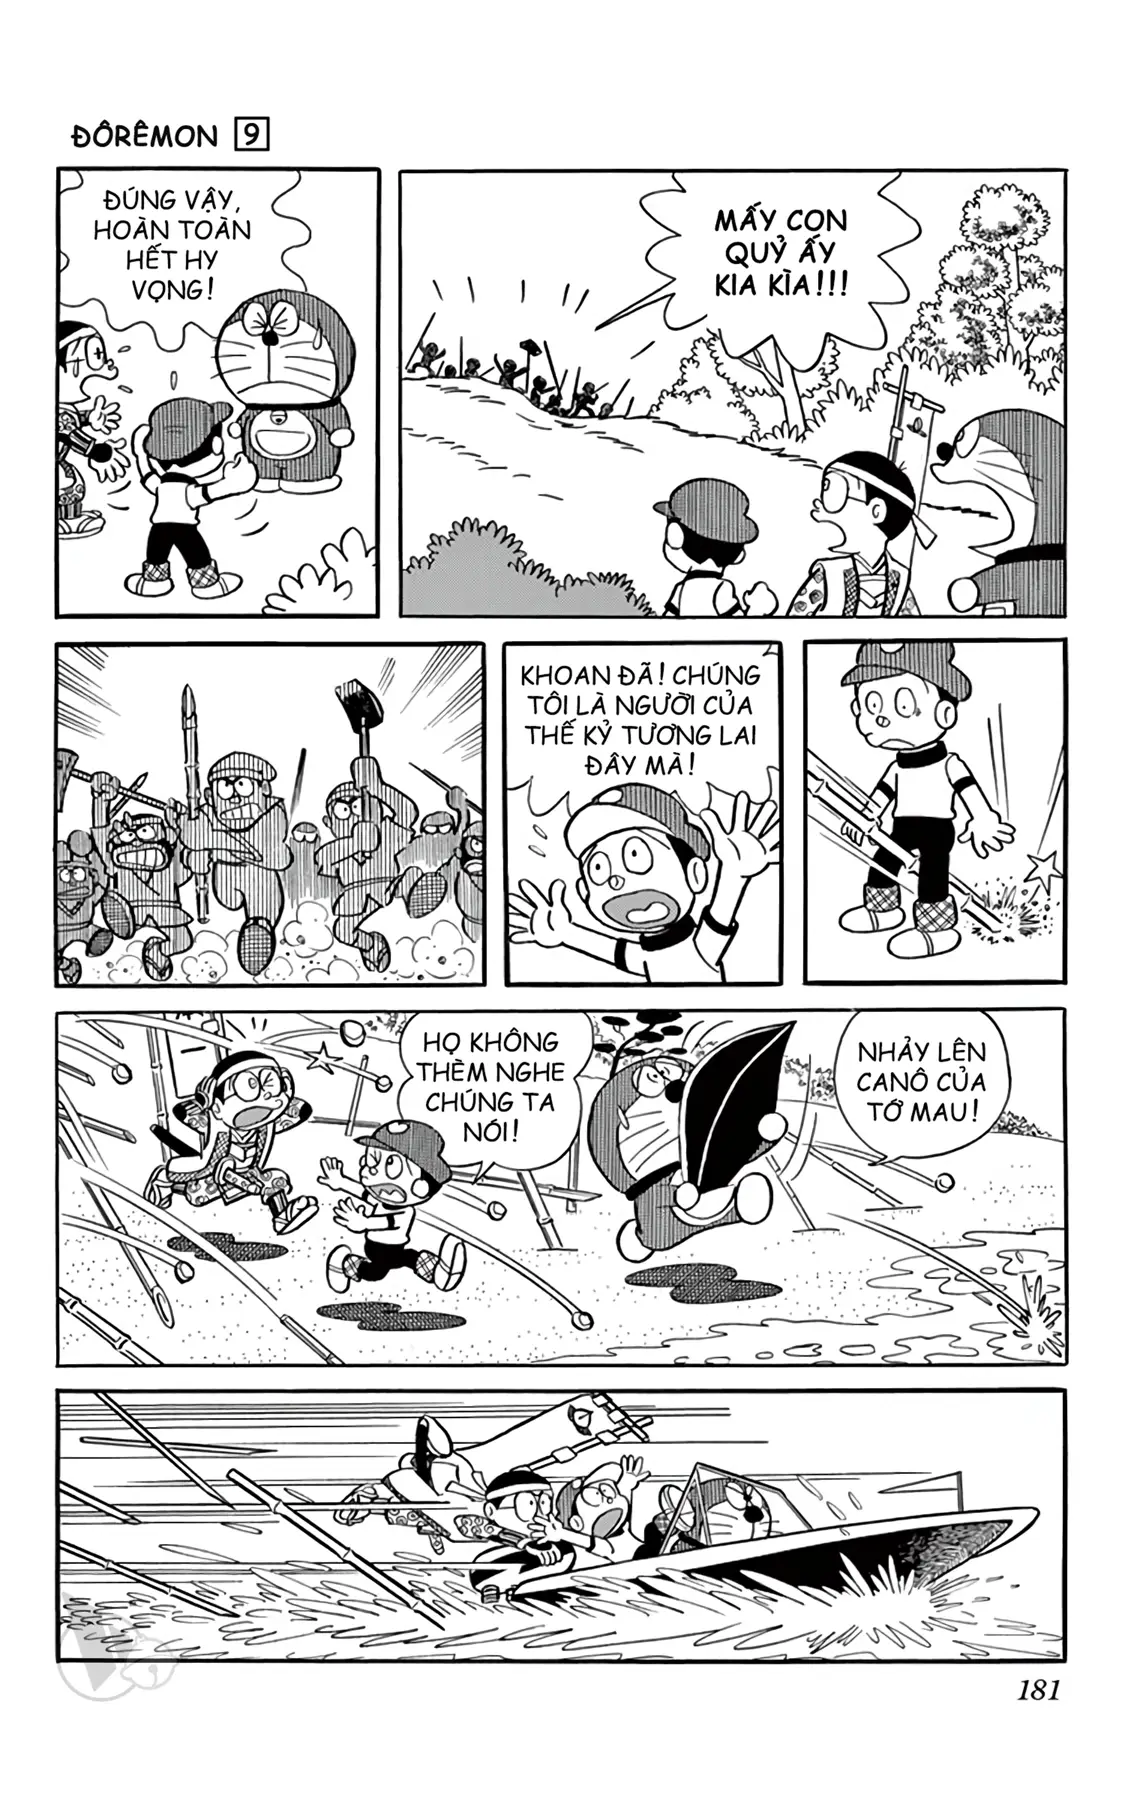 ĐÔRÊMON 9
ĐÚNG VẬY,
HOÀN TOÀN
HẾT HY
VỌNG!
MẤY CON
QUỶ ẤY
KIA KÌA!!!
KHOAN ĐÃ! CHÚNG
TÔI LÀ NGƯỜI CỦA
THẾ KỶ TƯƠNG LAI
ĐÂY MÀ!
HỌ KHÔNG
THÈM NGHE
CHÚNG TA
NÓI!
NHẢY LÊN
CANÔ CỦA
TỚ MAU!
181